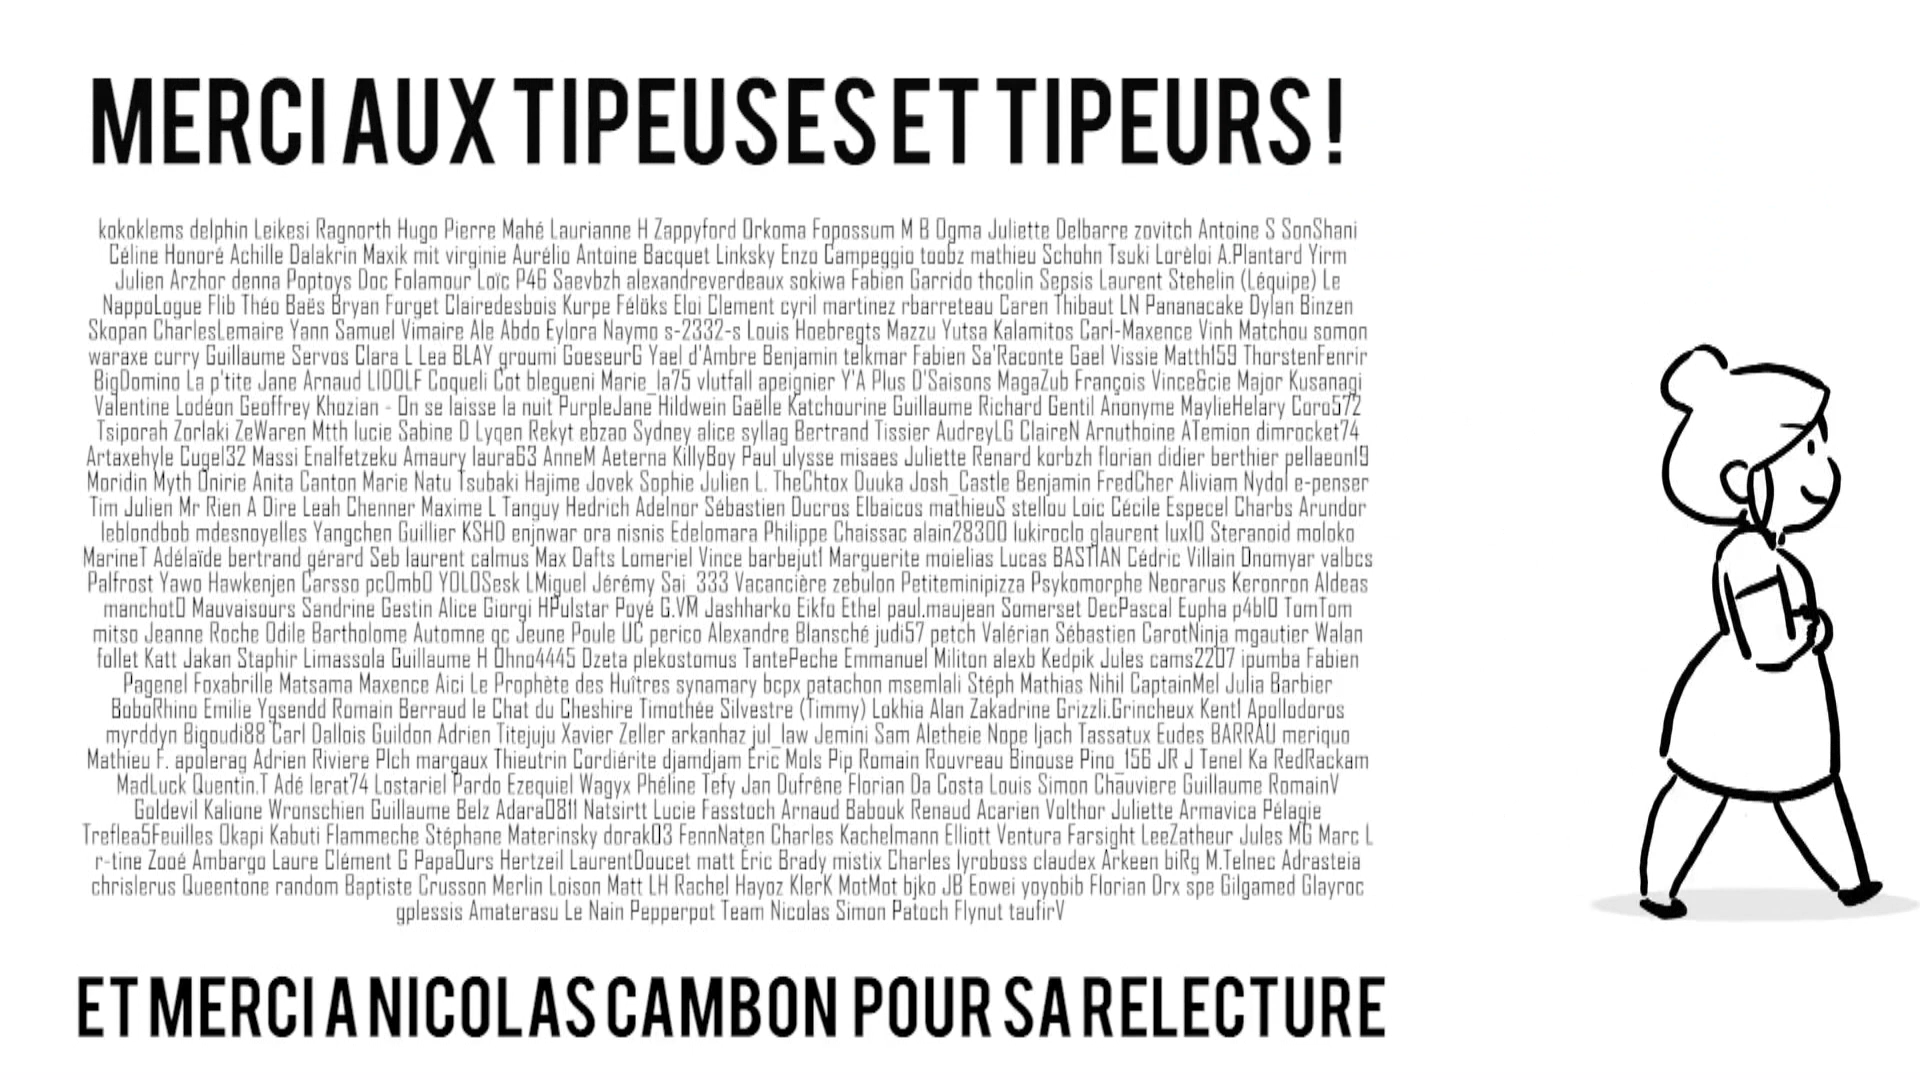 MERCI AUX TIPEUSES ET TIPEURS !
kokoklems delphin Leikesi Ragnorth Hugo Pierre Mahé Laurianne H Zappyford Orkoma Fopossum M B Ogma Juliette Delbarre zovitch Antoine S SonShani
Céline Honoré Achille Dalakrin Maxik mit virginie Aurélio Antoine Bacquet Linksky Enzo Campeggio toobz mathieu Schohn Tsuki Lorèloi A.Plantard Yirm
Julien Arzhor denna Poptoys Doc Folamour Loïc P46 Saevbzh alexandreverdeaux sokiwa Fabien Garrido thcolin Sepsis Laurent Stehelin (Léquipe) Le
NappoLogue Flib Théo Baës Bryan Forget Clairedesbois Kurpe Féloks Eloi Clement cyril martinez rbarreteau Caren Thibaut LN Pananacake Dylan Binzen
Skopan CharlesLemaire Yann Samuel Vimaire Ale Abdo Eylora Naymo s-2332-s Louis Hoebregts Mazzu Yutsa Kalamitos Carl-Maxence Vinh Matchou somon
waraxe curry Guillaume Servos Clara L Lea BLAY groumi GoeseurG Yael d'Ambre Benjamin telkmar Fabien Sa'Raconte Gael Vissie Matth159 ThorstenFenrir
BigDomino La p'tite Jane Arnaud LIDOLF Coqueli Cot blegueni Marie_la75 vlutfall apeignier Y'A Plus D'Saisons MagaZub François Vince&cie Major Kusanagi
Valentine Lodéon Geoffrey Khozian - On se laisse la nuit PurpleJane Hildwein Gaëlle Katchourine Guillaume Richard Gentil Anonyme MaylieHelary Coro572
Tsiporah Zorlaki ZeWaren Mtth lucie Sabine D Lyqen Rekyt ebzao Sydney alice syllag Bertrand Tissier AudreyLG ClaireN Arnuthoine ATemion dimrocket74
Artaxehyle Cugel32 Massi Enalfetzeku Amaury laura63 AnneM Aeterna KillyBoy Paul ulysse misaes Juliette Renard korbzh florian didier berthier pellaeon19
Moridin Myth Onirie Anita Canton Marie Natu Tsubaki Hajime Jovek Sophie Julien L. TheChtox Duuka Josh_Castle Benjamin FredCher Aliviam Nydol e-penser
Tim Julien Mr Rien A Dire Leah Chenner Maxime L Tanguy Hedrich Adelnor Sébastien Ducros Elbaicos mathieuS stellou Loic Cécile Especel Charbs Arundor
leblondbob mdesnoyelles Yangchen Guillier KSHD enjnwar ora nisnis Edelomara Philippe Chaissac alain28300 lukiroclo glaurent lux10 Steranoid moloko
MarineT Adélaïde bertrand gérard Seb laurent calmus Max Dafts Lomeriel Vince barbejut1 Marguerite moielias Lucas BASTIAN Cédric Villain Dnomyar valbcs
Palfrost Yawo Hawkenjen Carsso pc0mb0 YOLOSesk LMiguel Jérémy Sai_333 Vacancière zebulon Petiteminipizza Psykomorphe Neorarus Keronron Aldeas
manchot0 Mauvaisours Sandrine Gestin Alice Giorgi HPulstar Poyé G.VM Jashharko Eikfo Ethel paul.maujean Somerset DecPascal Eupha p4bl0 TomTom
mitso Jeanne Roche Odile Bartholome Automne qc Jeune Poule UC perico Alexandre Blansché judi57 petch Valérian Sébastien CarotNinja mgautier Walan
follet Katt Jakan Staphir Limassola Guillaume H Ohno4445 Dzeta plekostomus TantePeche Emmanuel Militon alexb Kedpik Jules cams2207 ipumba Fabien
Pagenel Foxabrille Matsama Maxence Aici Le Prophète des Huîtres synamary bcpx patachon msemlali Stéph Mathias Nihil CaptainMel Julia Barbier
BoboRhino Emilie Ygsendd Romain Berraud le Chat du Cheshire Timothée Silvestre (Timmy) Lokhia Alan Zakadrine Grizzli.Grincheux Kent1 Apollodoros
myrddyn Bigoudi88 Carl Dallois Guildon Adrien Titejuju Xavier Zeller arkanhaz jul_law Jemini Sam Aletheie Nope ljach Tassatux Eudes BARRAU meriquo
Mathieu F. apolerag Adrien Riviere Plch margaux Thieutrin Cordiérite djamdjam Eric Mols Pip Romain Rouvreau Binouse Pino_156 JR J Tenel Ka RedRackam
MadLuck Quentin.T Adé lerat74 Lostariel Pardo Ezequiel Wagyx Phéline Tefy Jan Dufrêne Florian Da Costa Louis Simon Chauviere Guillaume RomainV
Goldevil Kalione Wronschien Guillaume Belz Adara0811 Natsirtt Lucie Fasstoch Arnaud Babouk Renaud Acarien Volthor Juliette Armavica Pélagie
Treflea5Feuilles Okapi Kabuti Flammeche Stéphane Materinsky dorak03 FennNaten Charles Kachelmann Elliott Ventura Farsight LeeZatheur Jules MG Marc L
r-tine Zooé Ambargo Laure Clément G PapaOurs Hertzeil LaurentDoucet matt Èric Brady mistix Charles lyroboss claudex Arkeen biRg M.Telnec Adrasteia
chrislerus Queentone random Baptiste Crusson Merlin Loison Matt LH Rachel Hayoz KlerK MotMot bjko JB Eowei yoyobib Florian Drx spe Gilgamed Glayroc
gplessis Amaterasu Le Nain Pepperpot Team Nicolas Simon Patoch Flynut taufirV
ET MERCI A NICOLAS CAMBON POUR SA RELECTURE